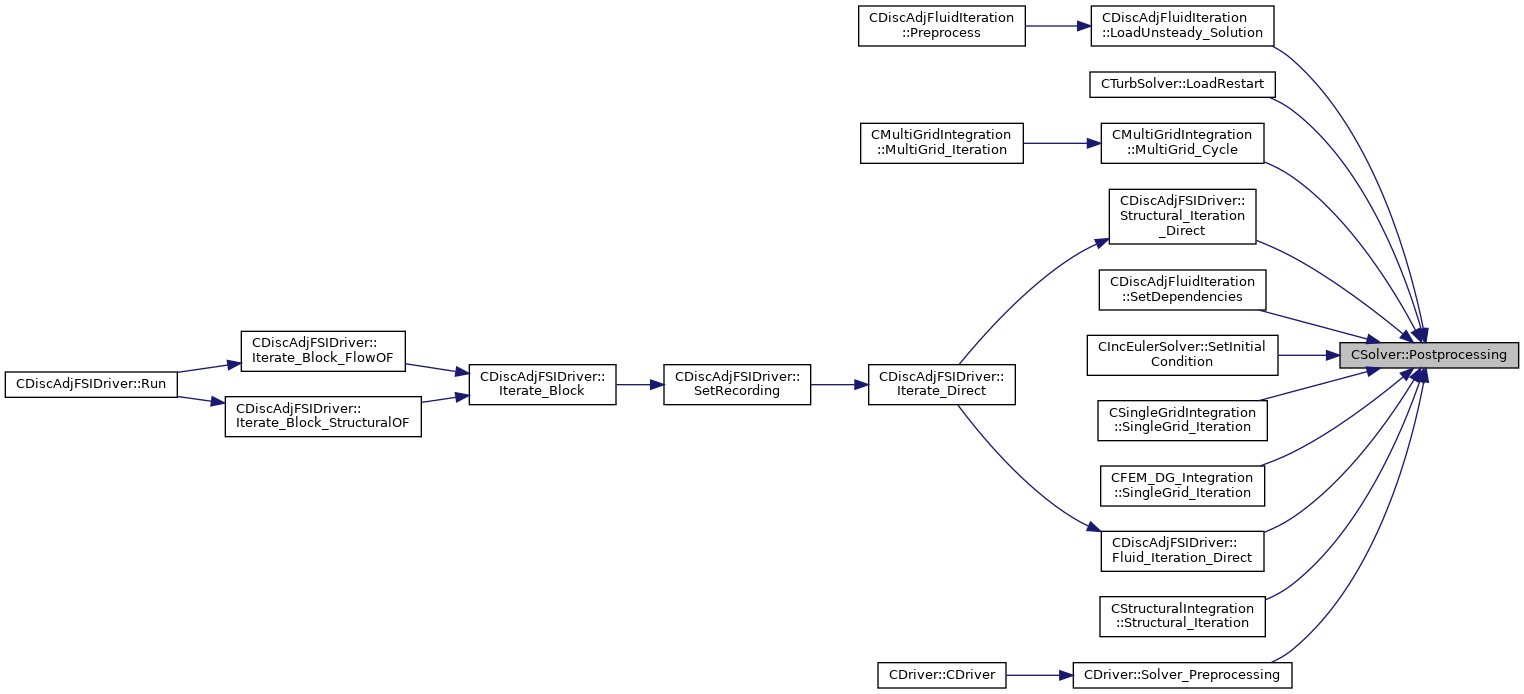 CDiscAdjFluidIteration
::Preprocess
CDiscAdjFluidIteration
::LoadUnsteady_Solution
CTurbSolver::LoadRestart
CMultiGridIntegration
::MultiGrid_Iteration
CMultiGridIntegration
::MultiGrid_Cycle
CDiscAdjFSIDriver::
Structural_Iteration
_Direct
CDiscAdjFluidIteration
::SetDependencies
CDiscAdjFSIDriver::Run
CDiscAdjFSIDriver::
Iterate_Block_FlowOF
CDiscAdjFSIDriver::
Iterate_Block_StructuralOF
CDiscAdjFSIDriver::
Iterate_Block
CDiscAdjFSIDriver::
SetRecording
CDiscAdjFSIDriver::
Iterate_Direct
CIncEulerSolver::SetInitial
Condition
CSolver::Postprocessing
CSingleGridIntegration
::SingleGrid_Iteration
CFEM_DG_Integration
::SingleGrid_Iteration
CDiscAdjFSIDriver::
Fluid_Iteration_Direct
CStructuralIntegration
::Structural_Iteration
CDriver::CDriver
CDriver::Solver_Preprocessing